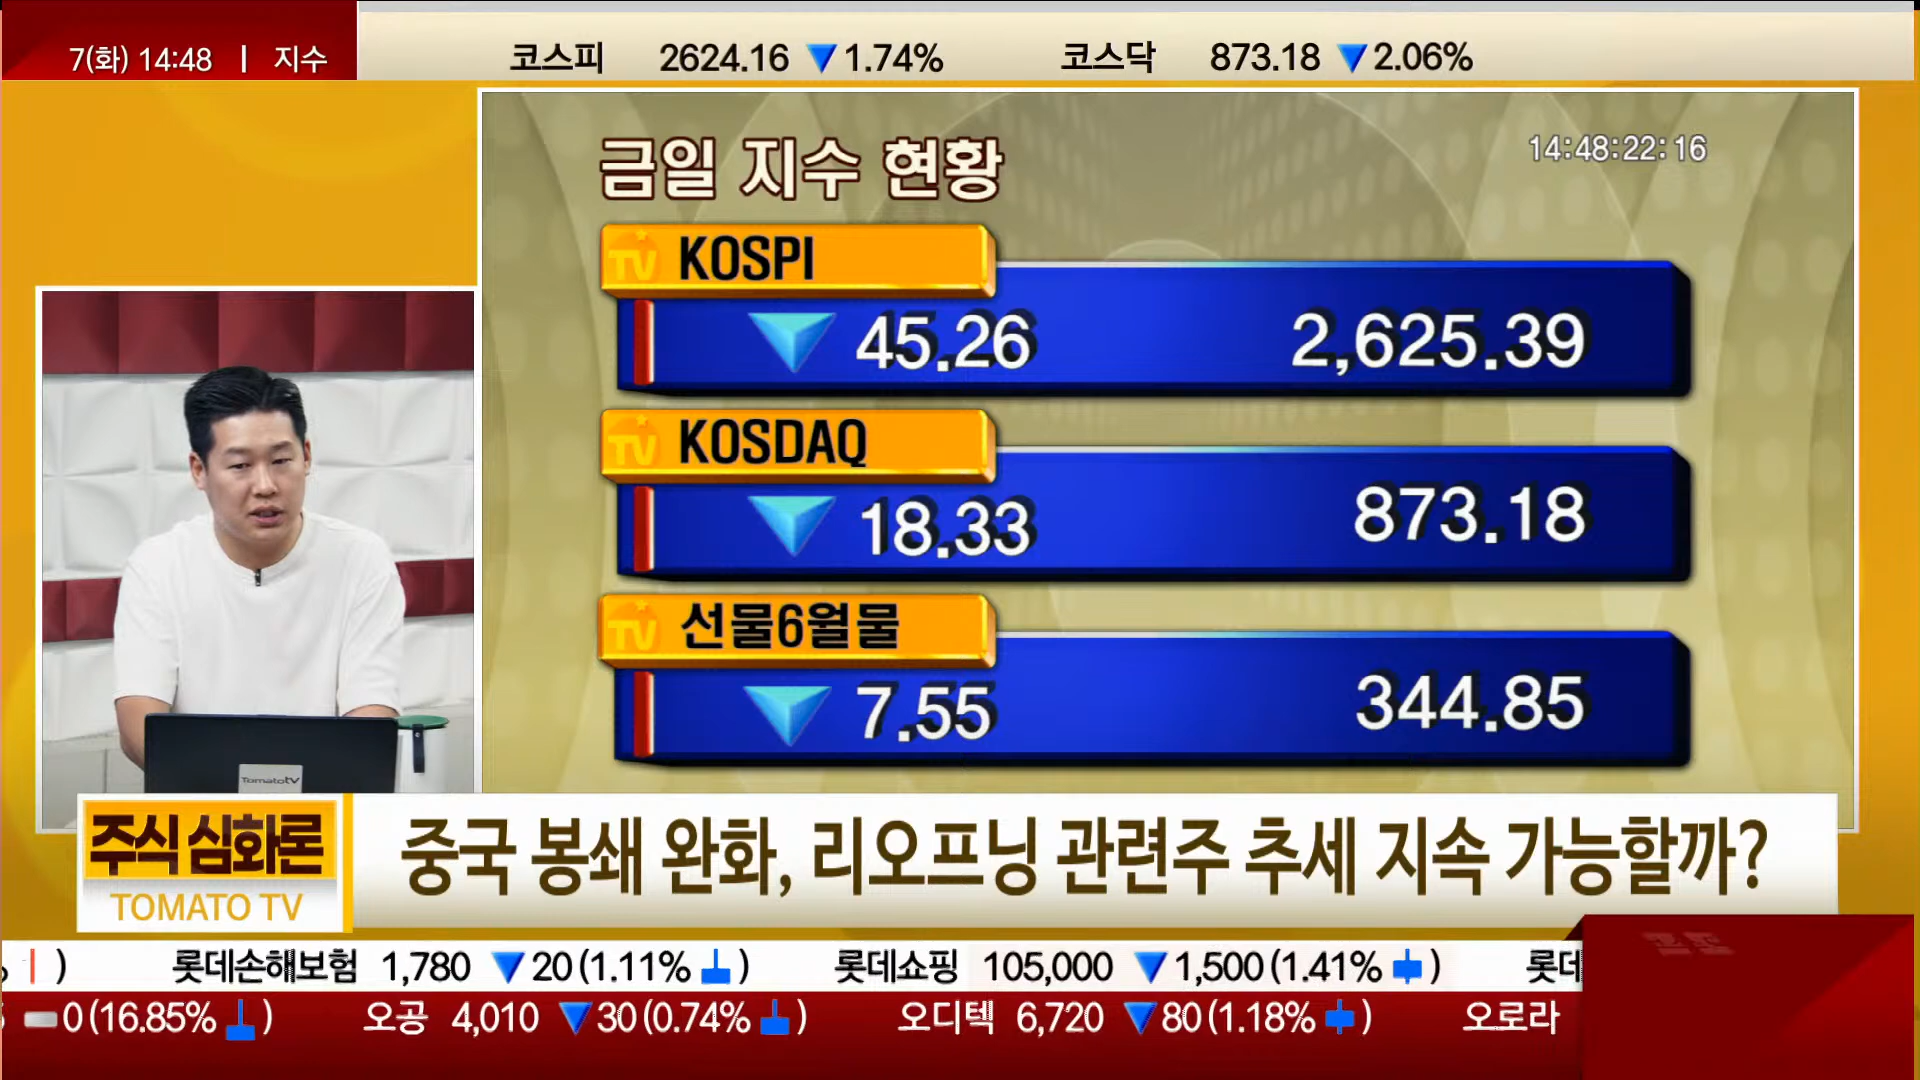 7(화) 14:48 | 지수
코스피 2624.16 ▼1.74% 코스닥 873.18 ▼2.06%
금일 지수 현황
14:48:22:16
TV KOSPI
▼ 45.26 2,625.39
TV KOSDAQ
▼ 18.33 873.18
TV 선물6월물
▼ 7.55 344.85
TomatoTV
주식 심화론
TOMATO TV
중국 봉쇄 완화, 리오프닝 관련주 추세 지속 가능할까?
) 롯데손해보험 1,780 ▼20(1.11% ) 롯데쇼핑 105,000 ▼1,500(1.41% ) 롯데
0(16.85% ) 오공 4,010 ▼30(0.74% ) 오디텍 6,720 ▼80(1.18% ) 오로라